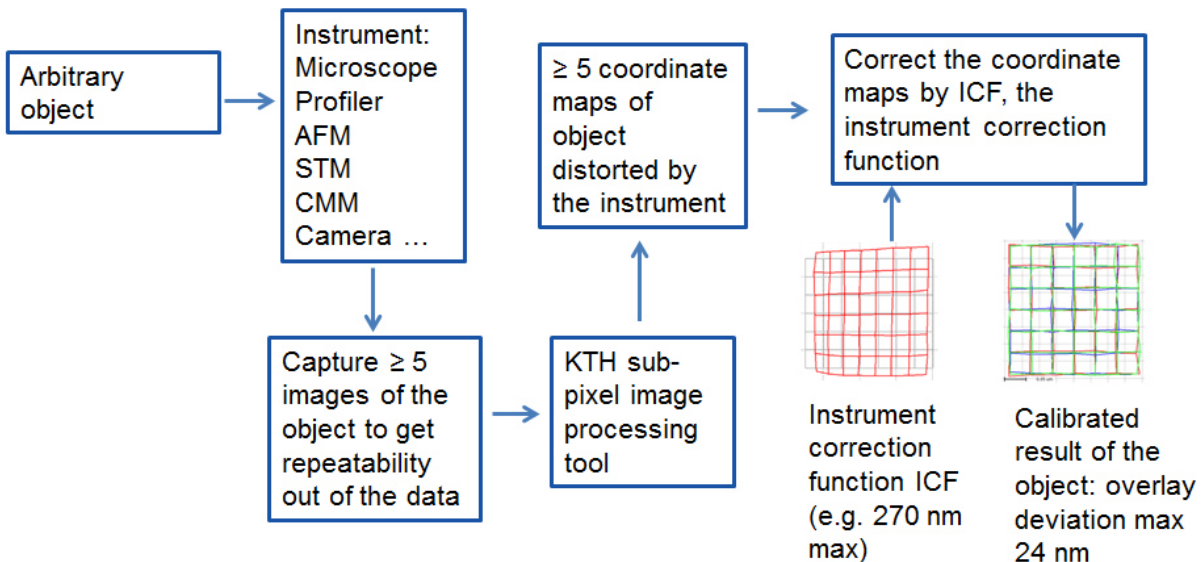 Arbitrary
object
Instrument:
Microscope
Profiler
AFM
STM
CMM
Camera …
Capture ≥ 5
images of the
object to get
repeatability
out of the data
KTH sub-
pixel image
processing
tool
≥ 5 coordinate
maps of
object
distorted by
the instrument
Correct the coordinate
maps by ICF, the
instrument correction
function
Instrument
correction
function ICF
(e.g. 270 nm
max)
Calibrated
result of the
object: overlay
deviation max
24 nm